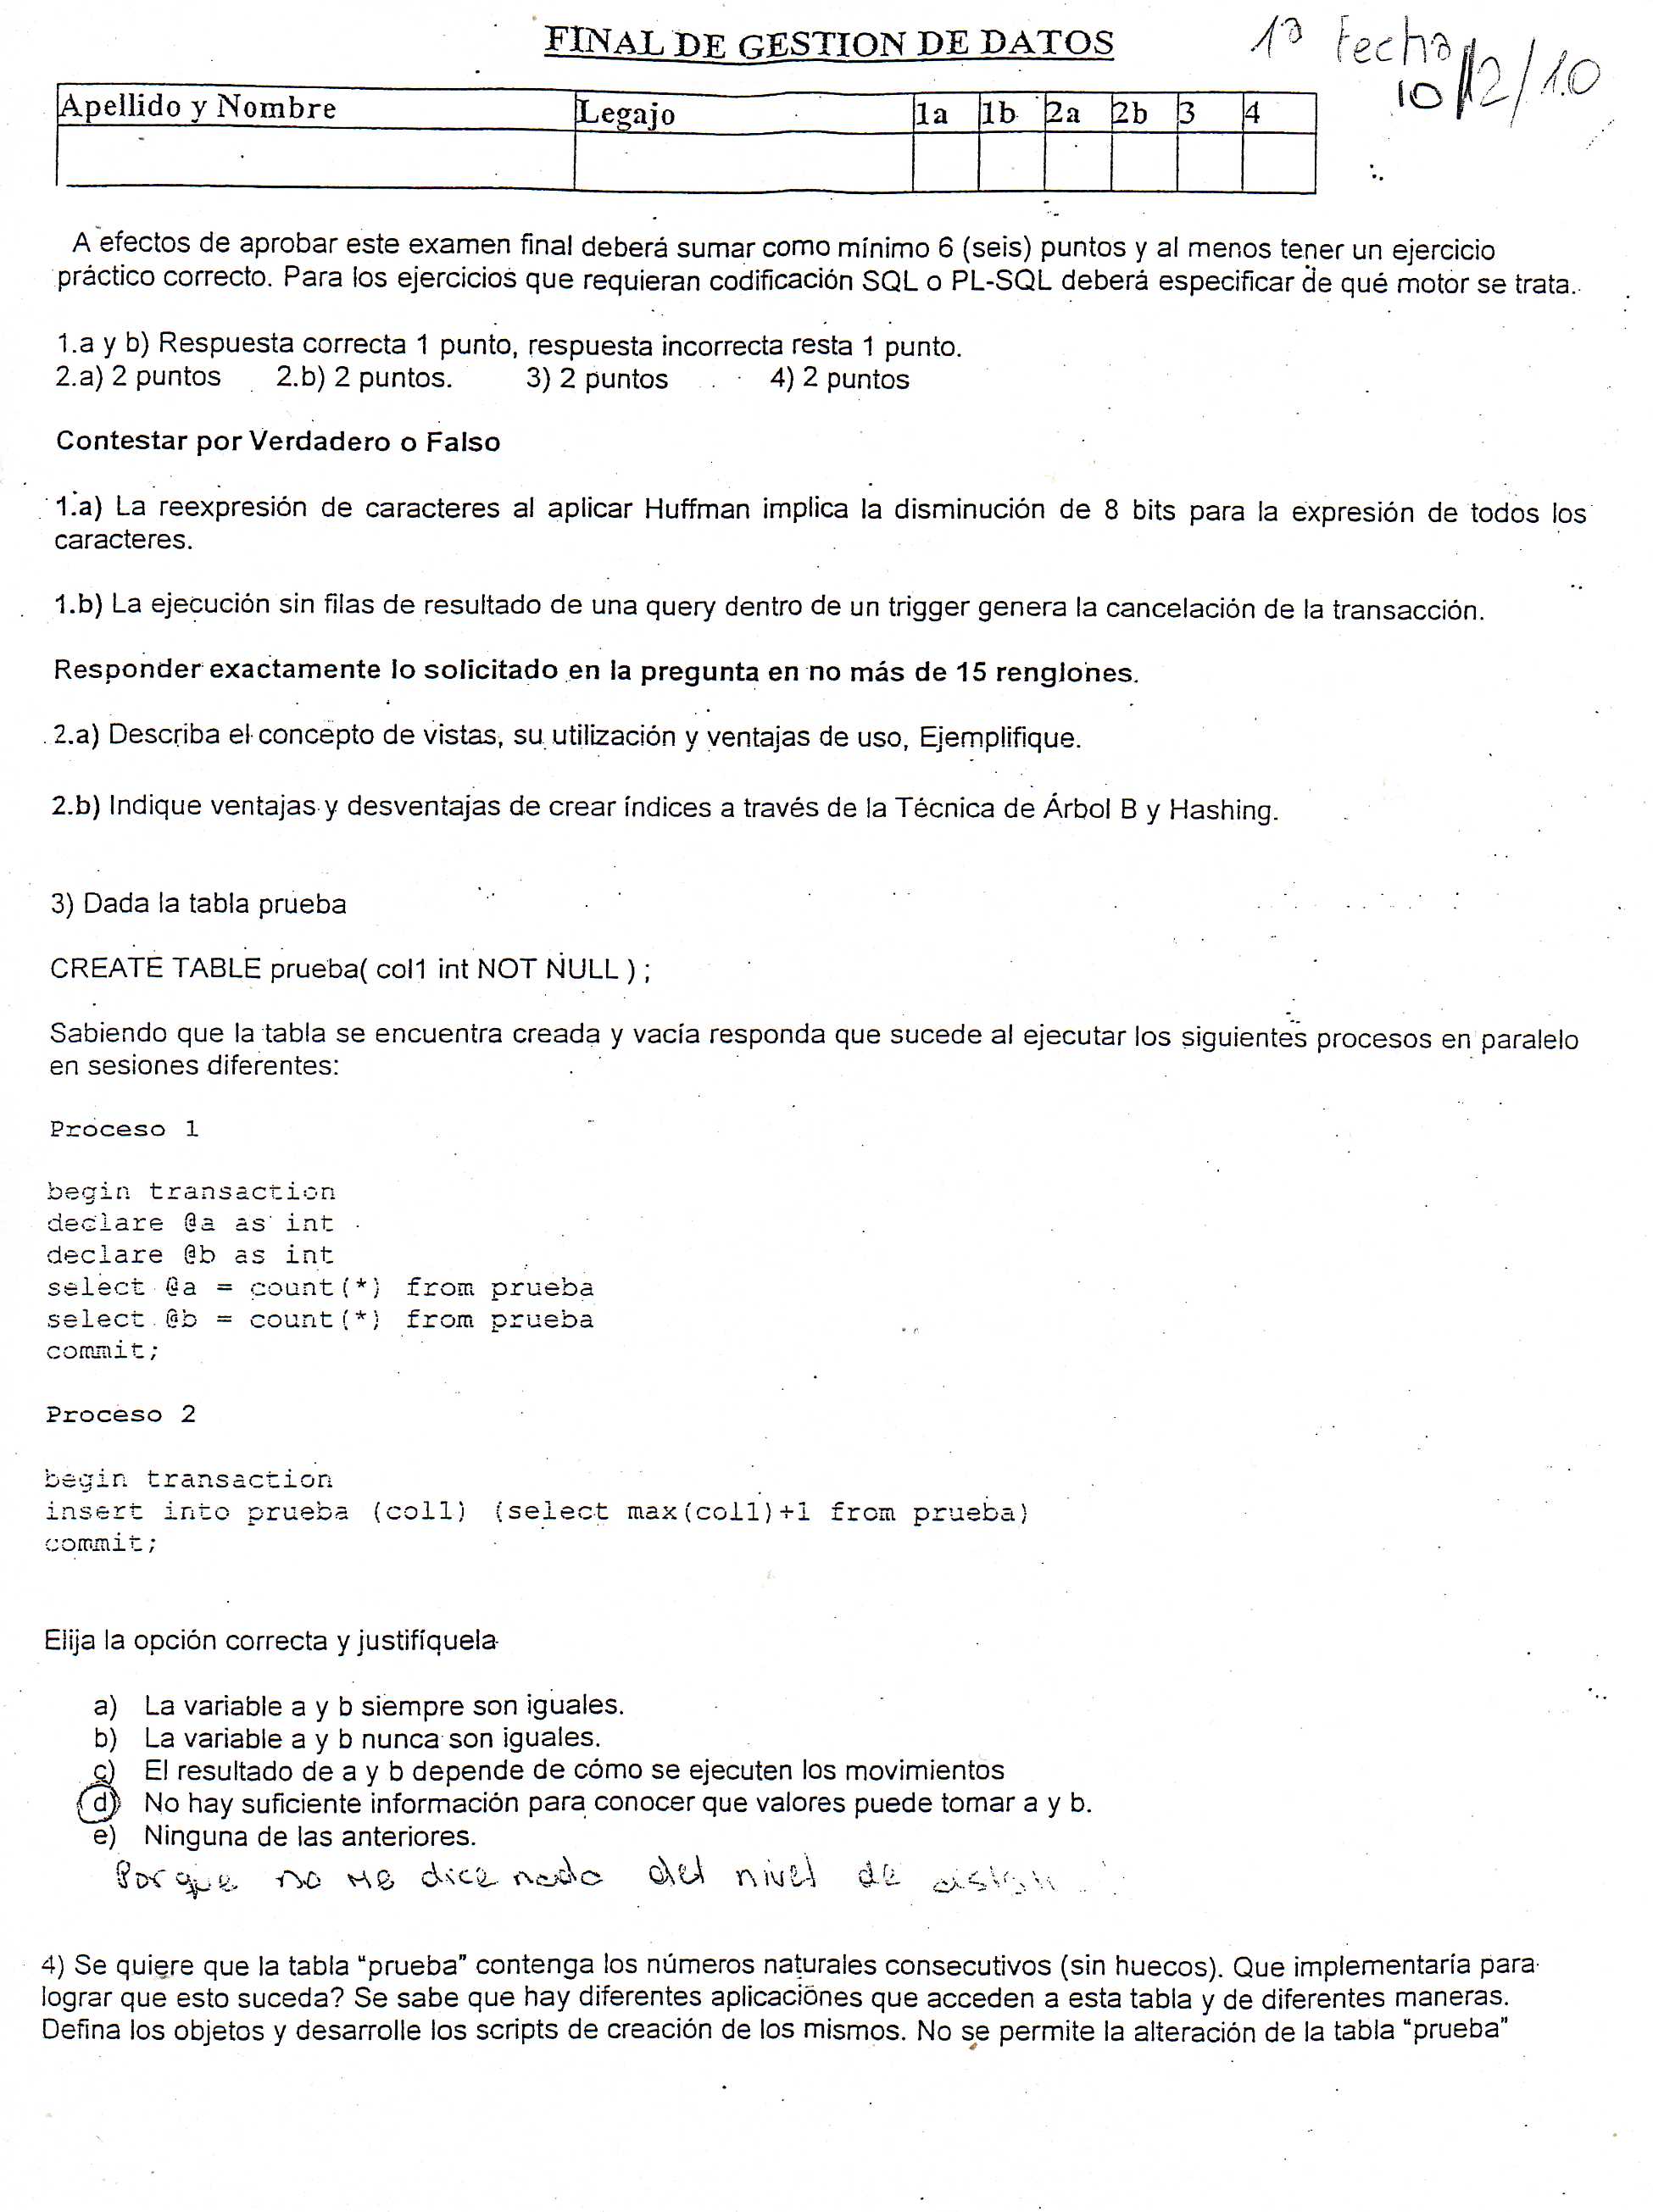 FINAL DE GESTION DE DATOS
1ª Fecha
10/12/10
Apellido y Nombre Legajo 1a 1b 2a 2b 3 4
A efectos de aprobar este examen final deberá sumar como mínimo 6 (seis) puntos y al menos tener un ejercicio
práctico correcto. Para los ejercicios que requieran codificación SQL o PL-SQL deberá especificar de qué motor se trata.
1.a y b) Respuesta correcta 1 punto, respuesta incorrecta resta 1 punto.
2.a) 2 puntos 2.b) 2 puntos. 3) 2 puntos 4) 2 puntos
Contestar por Verdadero o Falso
1.a) La reexpresión de caracteres al aplicar Huffman implica la disminución de 8 bits para la expresión de todos los
caracteres.
1.b) La ejecución sin filas de resultado de una query dentro de un trigger genera la cancelación de la transacción.
Responder exactamente lo solicitado en la pregunta en no más de 15 renglones.
2.a) Describa el concepto de vistas, su utilización y ventajas de uso, Ejemplifique.
2.b) Indique ventajas y desventajas de crear índices a través de la Técnica de Árbol B y Hashing.
3) Dada la tabla prueba
CREATE TABLE prueba( col1 int NOT NULL ) ;
Sabiendo que la tabla se encuentra creada y vacía responda que sucede al ejecutar los siguientes procesos en paralelo
en sesiones diferentes:
Proceso 1
begin transaction
declare @a as int
declare @b as int
select @a = count(*) from prueba
select @b = count(*) from prueba
commit;
Proceso 2
begin transaction
insert into prueba (col1) (select max(col1)+1 from prueba)
commit;
Elija la opción correcta y justifíquela
a) La variable a y b siempre son iguales.
b) La variable a y b nunca son iguales.
c) El resultado de a y b depende de cómo se ejecuten los movimientos
d) No hay suficiente información para conocer que valores puede tomar a y b.
e) Ninguna de las anteriores.
Porque no me dice nada del nivel de
4) Se quiere que la tabla “prueba” contenga los números naturales consecutivos (sin huecos). Que implementaría para
lograr que esto suceda? Se sabe que hay diferentes aplicaciones que acceden a esta tabla y de diferentes maneras.
Defina los objetos y desarrolle los scripts de creación de los mismos. No se permite la alteración de la tabla “prueba”